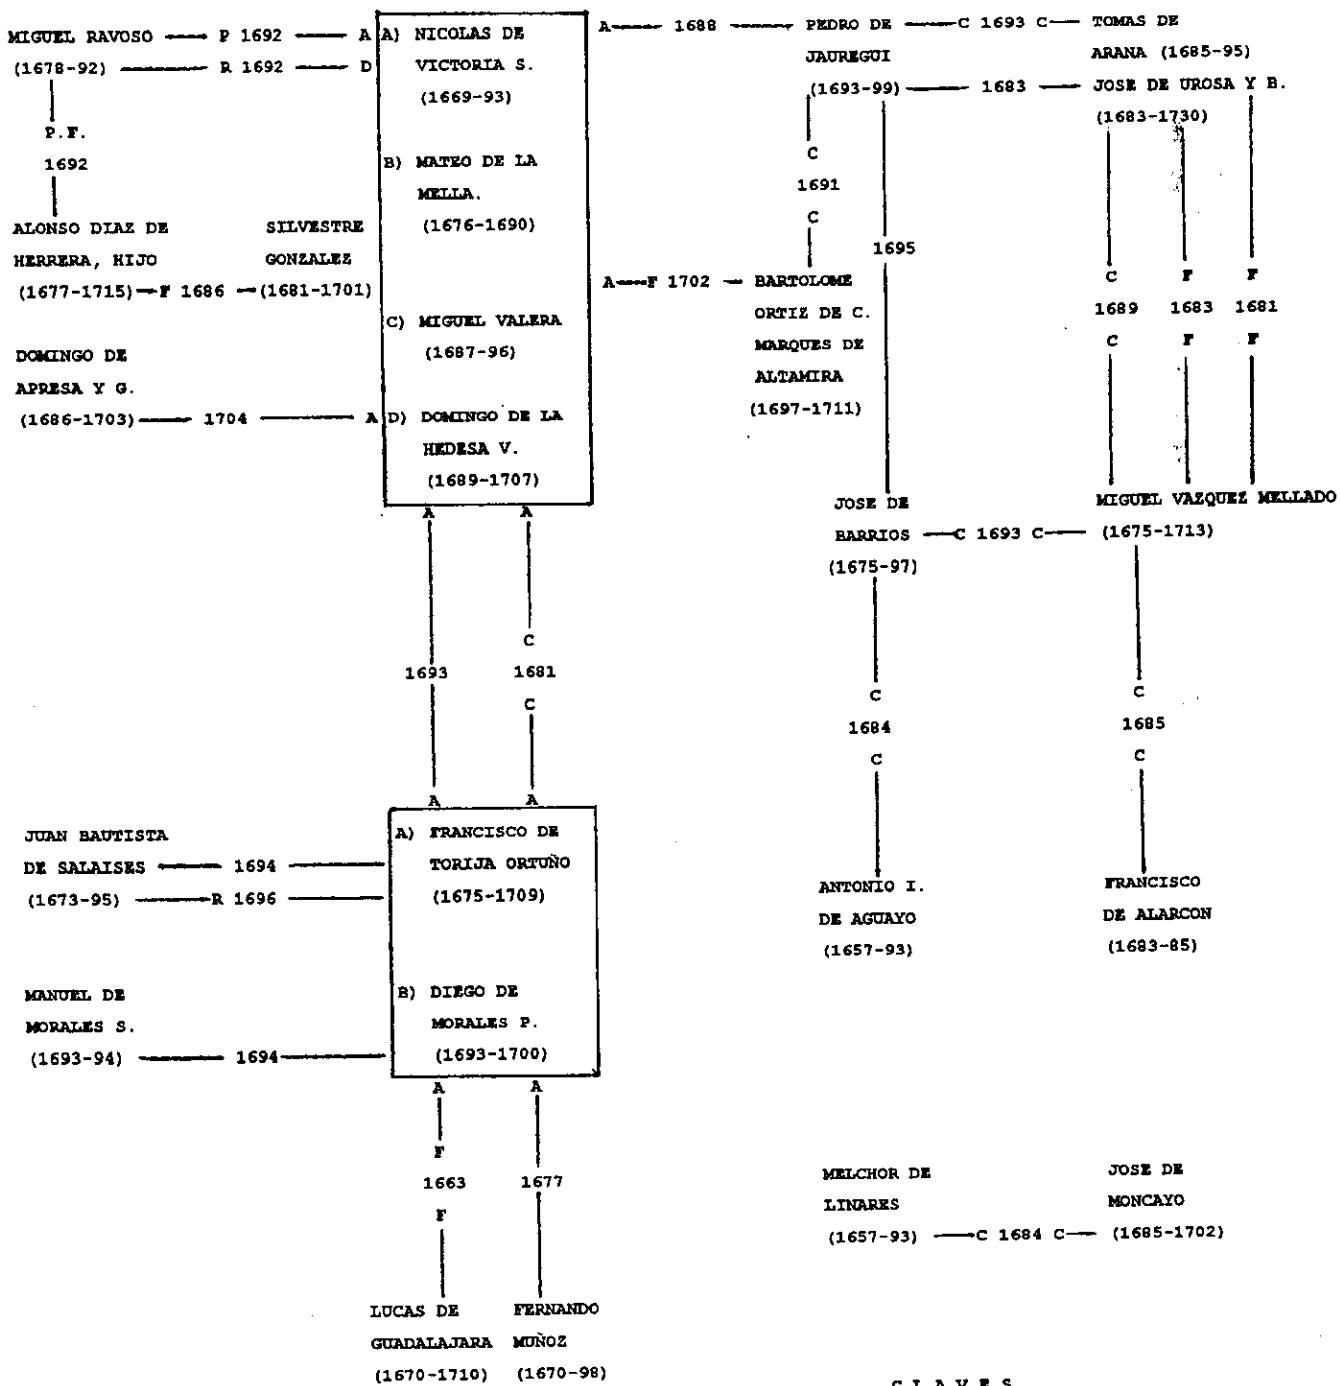 MIGUEL RAVOSO P 1692 A
(1678-92) R 1692 D
P.F.
1692
ALONSO DIAZ DE
HERRERA, HIJO
(1677-1715) F 1686
SILVESTRE
GONZALEZ
(1681-1701)
DOMINGO DE
APRESA Y G.
(1686-1703) 1704 A
A) NICOLAS DE
VICTORIA S.
(1669-93)
B) MATEO DE LA
MELLA.
(1676-1690)
C) MIGUEL VALERA
(1687-96)
D) DOMINGO DE LA
HEDESA V.
(1689-1707)
A 1688 PEDRO DE
JAUREGUI
(1693-99)
C 1693 C TOMAS DE
ARANA (1685-95)
1683 JOSE DE UROSA Y B.
(1683-1730)
C
1691
C
1695
A F 1702 BARTOLOME
ORTIZ DE C.
MARQUES DE
ALTAMIRA
(1697-1711)
C F F
1689 1683 1681
C F F
JOSE DE
BARRIOS C 1693 C
(1675-97)
MIGUEL VAZQUEZ MELLADO
(1675-1713)
A A
C
1693 1681
C
A A
C
1684
C
C
1685
C
JUAN BAUTISTA
DE SALAISES 1694
(1673-95) R 1696
A) FRANCISCO DE
TORIJA ORTUÑO
(1675-1709)
ANTONIO I.
DE AGUAYO
(1657-93)
FRANCISCO
DE ALARCON
(1683-85)
MANUEL DE
MORALES S.
(1693-94) 1694
B) DIEGO DE
MORALES P.
(1693-1700)
A A
F
1663 1677
F
LUCAS DE
GUADALAJARA
(1670-1710)
FERNANDO
MUÑOZ
(1670-98)
MELCHOR DE
LINARES
(1657-93) C 1684 C
JOSE DE
MONCAYO
(1685-1702)
C L A V E S